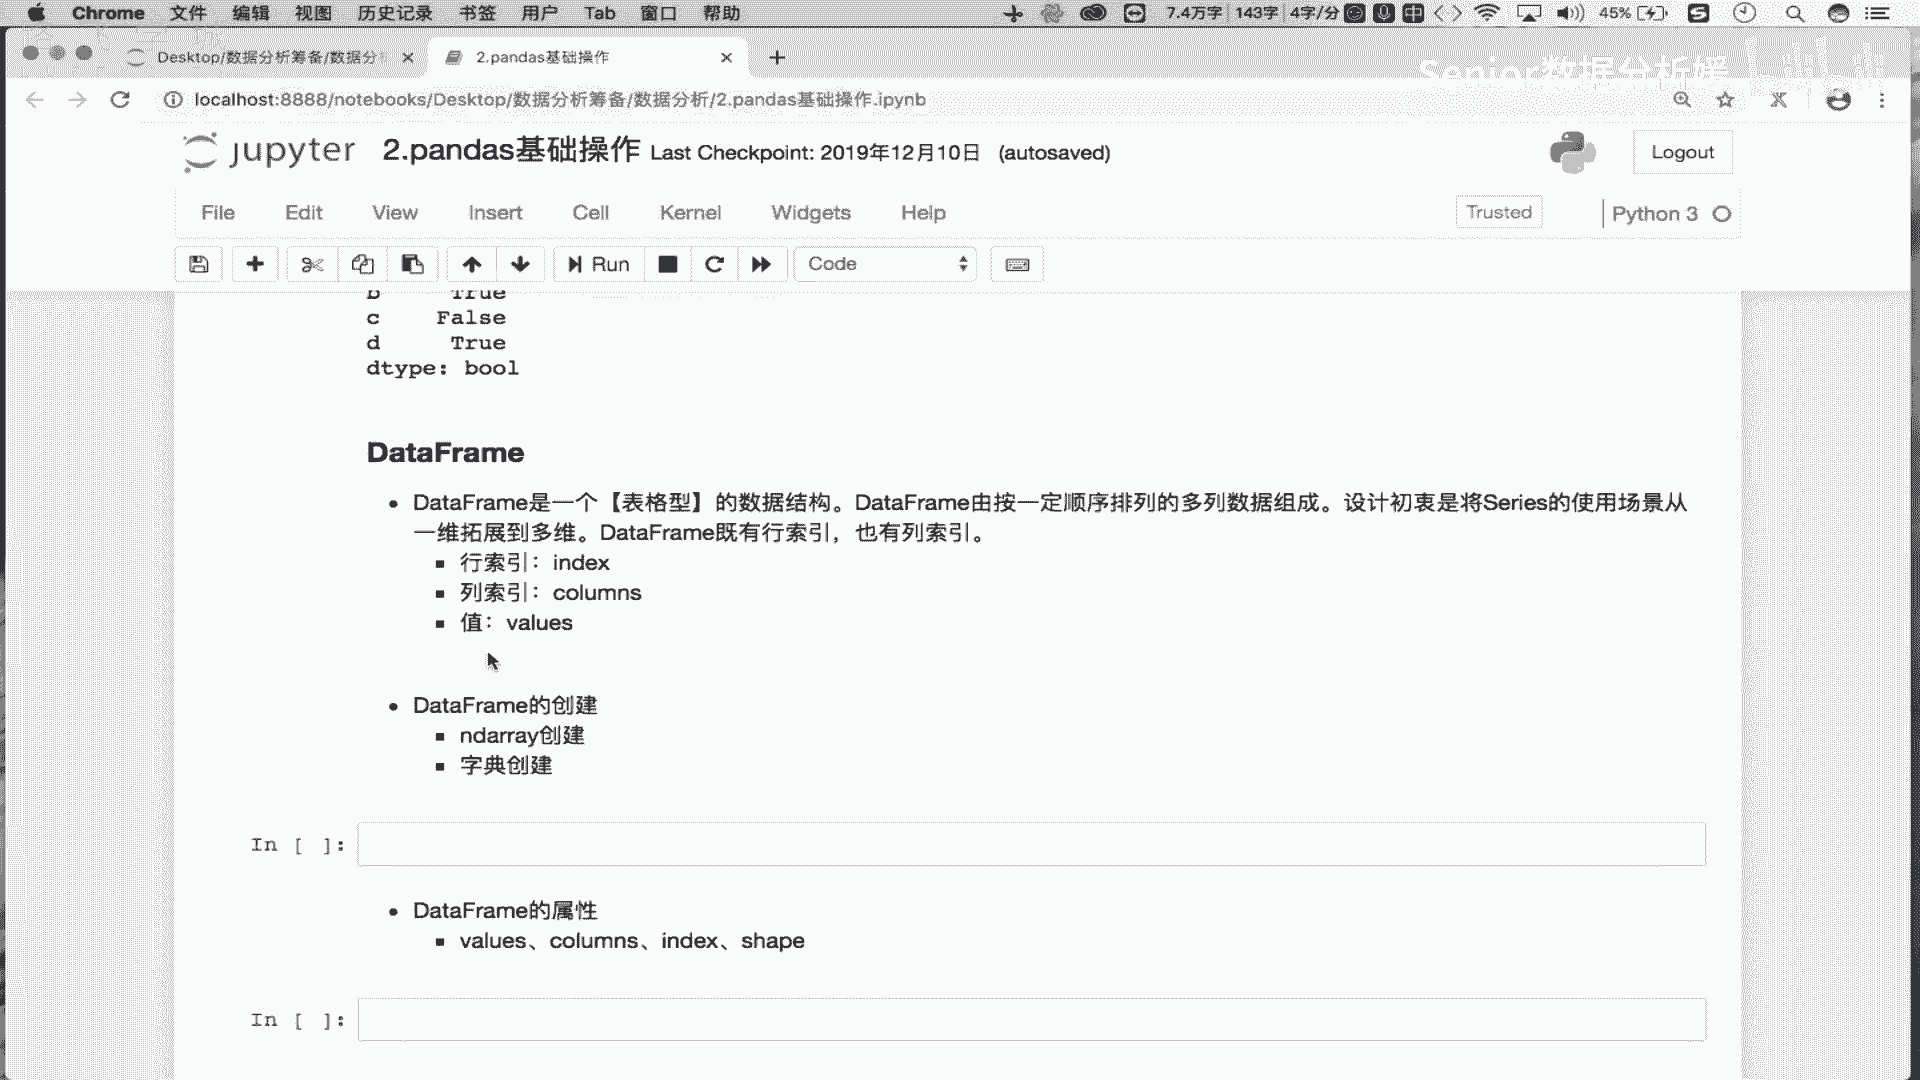 Chrome 文件 编辑 视图 历史记录 书签 用户 Tab 窗口 帮助 7.4万字 143字 4字/分 中 45%
Desktop/数据分析筹备/数据分析
2.pandas基础操作
Senior数据分析媛 bilibili
localhost:8888/notebooks/Desktop/数据分析筹备/数据分析/2.pandas基础操作.ipynb
jupyter 2.pandas基础操作 Last Checkpoint: 2019年12月10日 (autosaved)
Logout
File Edit View Insert Cell Kernel Widgets Help Trusted Python 3
Run Code
b True
c False
d True
dtype: bool
DataFrame
DataFrame是一个【表格型】的数据结构。DataFrame由按一定顺序排列的多列数据组成。设计初衷是将Series的使用场景从
一维拓展到多维。DataFrame既有行索引，也有列索引。
行索引：index
列索引：columns
值：values
DataFrame的创建
ndarray创建
字典创建
In [ ]:
DataFrame的属性
values、columns、index、shape
In [ ]: